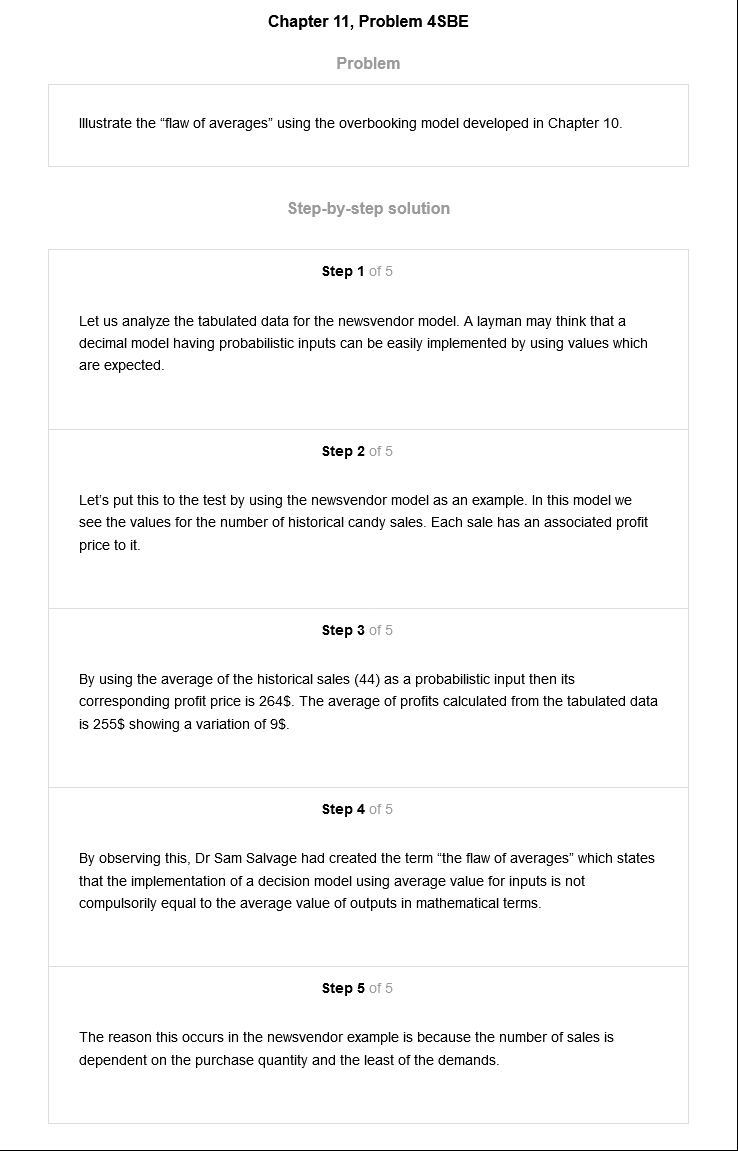 Chapter 11, Problem 4SBE
Problem
Illustrate the “flaw of averages” using the overbooking model developed in Chapter 10.
Step-by-step solution
Step 1 of 5
Let us analyze the tabulated data for the newsvendor model. A layman may think that a
decimal model having probabilistic inputs can be easily implemented by using values which
are expected.
Step 2 of 5
Let’s put this to the test by using the newsvendor model as an example. In this model we
see the values for the number of historical candy sales. Each sale has an associated profit
price to it.
Step 3 of 5
By using the average of the historical sales (44) as a probabilistic input then its
corresponding profit price is 264$. The average of profits calculated from the tabulated data
is 255$ showing a variation of 9$.
Step 4 of 5
By observing this, Dr Sam Salvage had created the term “the flaw of averages” which states
that the implementation of a decision model using average value for inputs is not
compulsorily equal to the average value of outputs in mathematical terms.
Step 5 of 5
The reason this occurs in the newsvendor example is because the number of sales is
dependent on the purchase quantity and the least of the demands.